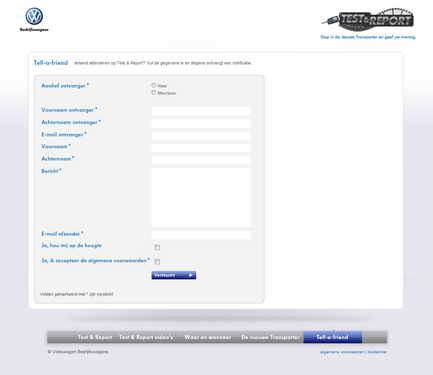 Bedrijfswagens
TEST&REPORT
Stap in de nieuwe Transporter en geef uw mening.
Tell-a-friend
Iemand attenderen op Test & Report? Vul de gegevens in en degene ontvangt een notificatie.
Aanhef ontvanger *
Heer
Mevrouw
Voornaam ontvanger *
Achternaam ontvanger *
E-mail ontvanger *
Voornaam *
Achternaam *
Bericht *
E-mail afzender *
Ja, hou mij op de hoogte
Ja, ik accepteer de algemene voorwaarden *
Versturen
Velden gemarkeerd met * zijn verplicht
Test & Report
Test & Report video's
Waar en wanneer
De nieuwe Transporter
Tell-a-friend
© Volkswagen Bedrijfswagens
algemene voorwaarden | disclaimer